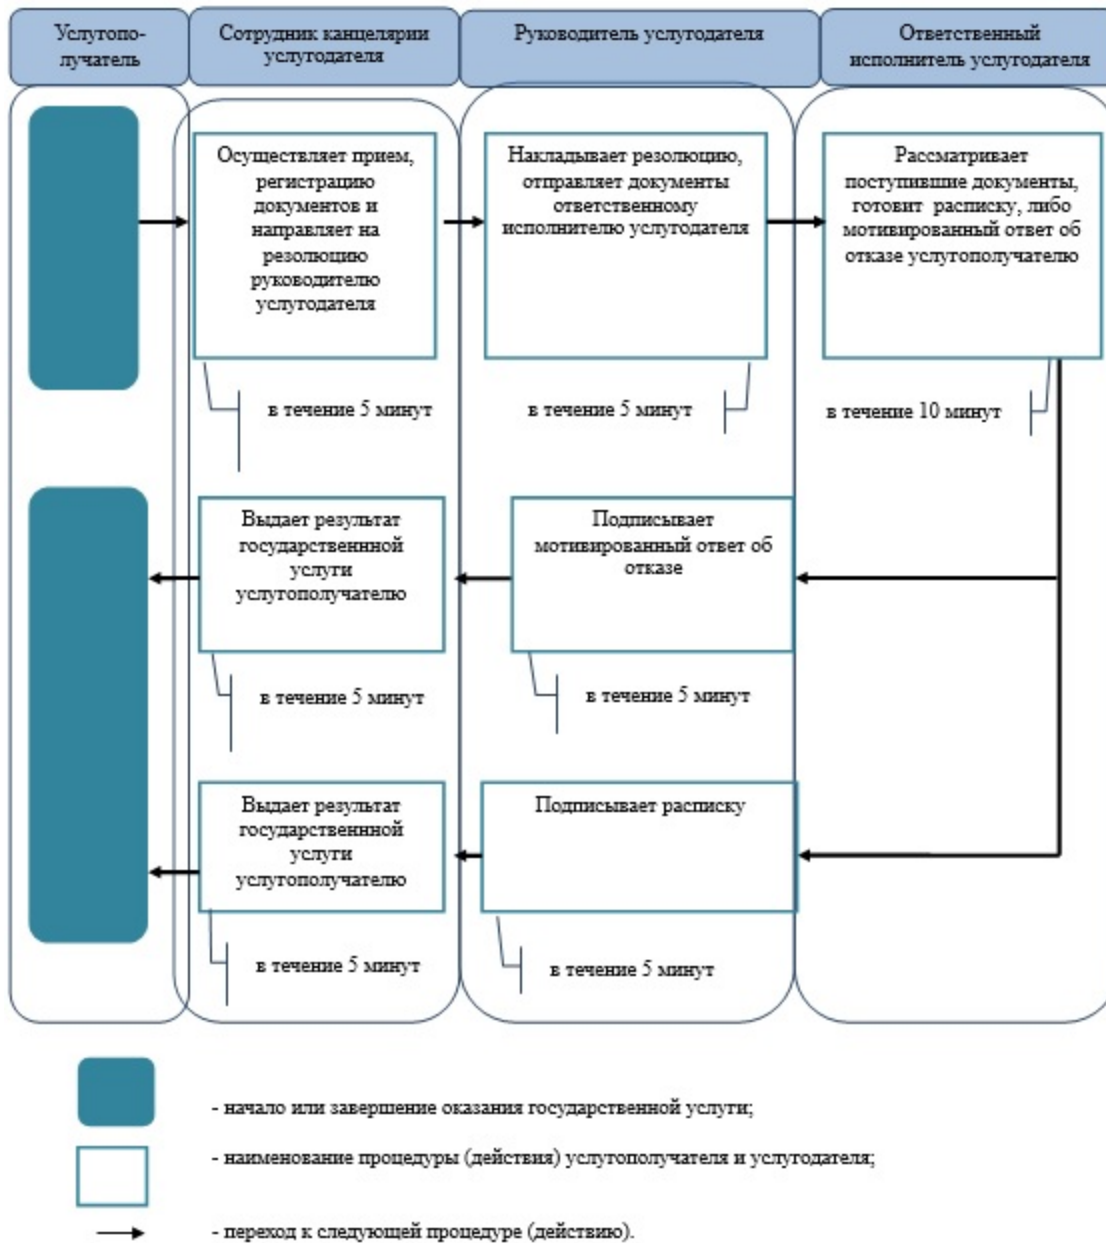 Услугопо-
лучатель
Сотрудник канцелярии
услугодателя
Руководитель услугодателя
Ответственный
исполнитель услугодателя
Осуществляет прием,
регистрацию
документов и
направляет на
резолюцию
руководителю
услугодателя
Накладывает резолюцию,
отправляет документы
ответственному
исполнителю услугодателя
Рассматривает
поступившие документы,
готовит расписку, либо
мотивированный ответ об
отказе услугополучателю
в течение 5 минут
в течение 5 минут
в течение 10 минут
Выдает результат
государственнной
услуги
услугополучателю
Подписывает
мотивированный ответ об
отказе
в течение 5 минут
в течение 5 минут
Выдает результат
государственнной
услуги
услугополучателю
Подписывает расписку
в течение 5 минут
в течение 5 минут
- начало или завершение оказания государственной услуги;
- наименование процедуры (действия) услугополучателя и услугодателя;
- переход к следующей процедуре (действию).